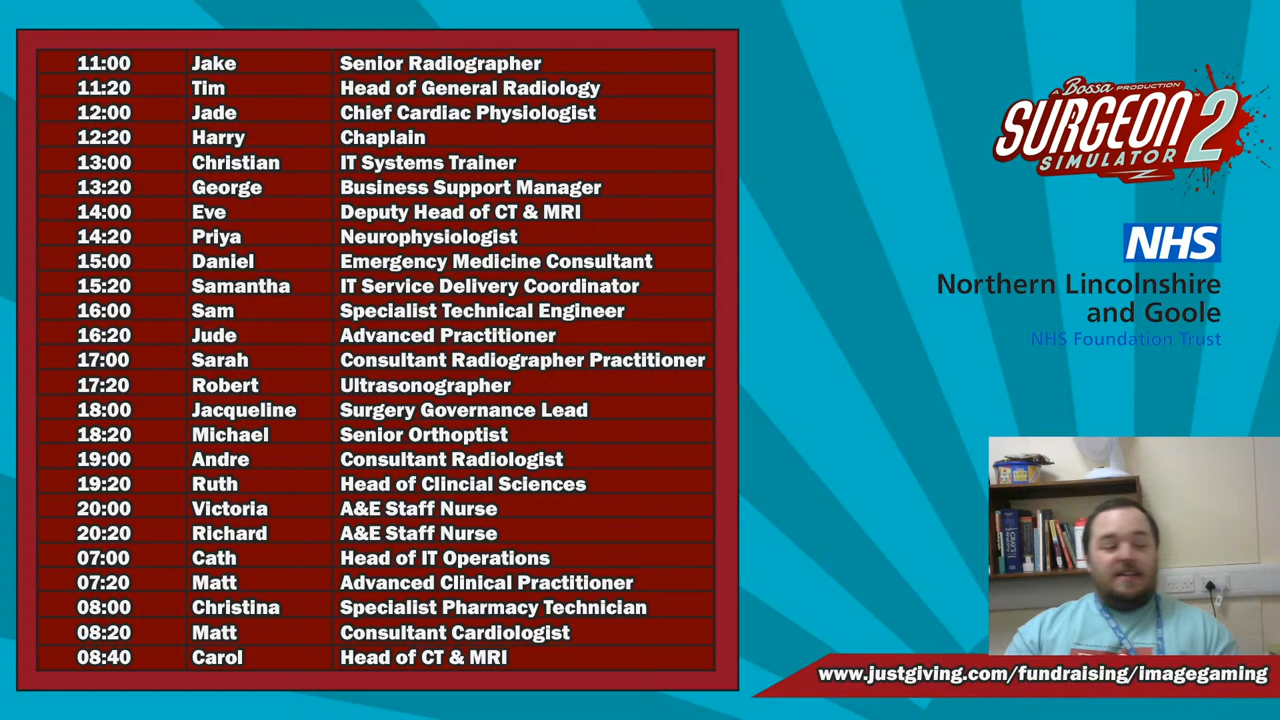 11:00 Jake Senior Radiographer
11:20 Tim Head of General Radiology
12:00 Jade Chief Cardiac Physiologist
12:20 Harry Chaplain
13:00 Christian IT Systems Trainer
13:20 George Business Support Manager
14:00 Eve Deputy Head of CT & MRI
14:20 Priya Neurophysiologist
15:00 Daniel Emergency Medicine Consultant
15:20 Samantha IT Service Delivery Coordinator
16:00 Sam Specialist Technical Engineer
16:20 Jude Advanced Practitioner
17:00 Sarah Consultant Radiographer Practitioner
17:20 Robert Ultrasonographer
18:00 Jacqueline Surgery Governance Lead
18:20 Michael Senior Orthoptist
19:00 Andre Consultant Radiologist
19:20 Ruth Head of Clincial Sciences
20:00 Victoria A&E Staff Nurse
20:20 Richard A&E Staff Nurse
07:00 Cath Head of IT Operations
07:20 Matt Advanced Clinical Practitioner
08:00 Christina Specialist Pharmacy Technician
08:20 Matt Consultant Cardiologist
08:40 Carol Head of CT & MRI
A Bossa PRODUCTION
SURGEON
SIMULATOR 2
NHS
Northern Lincolnshire
and Goole
NHS Foundation Trust
www.justgiving.com/fundraising/imagegaming